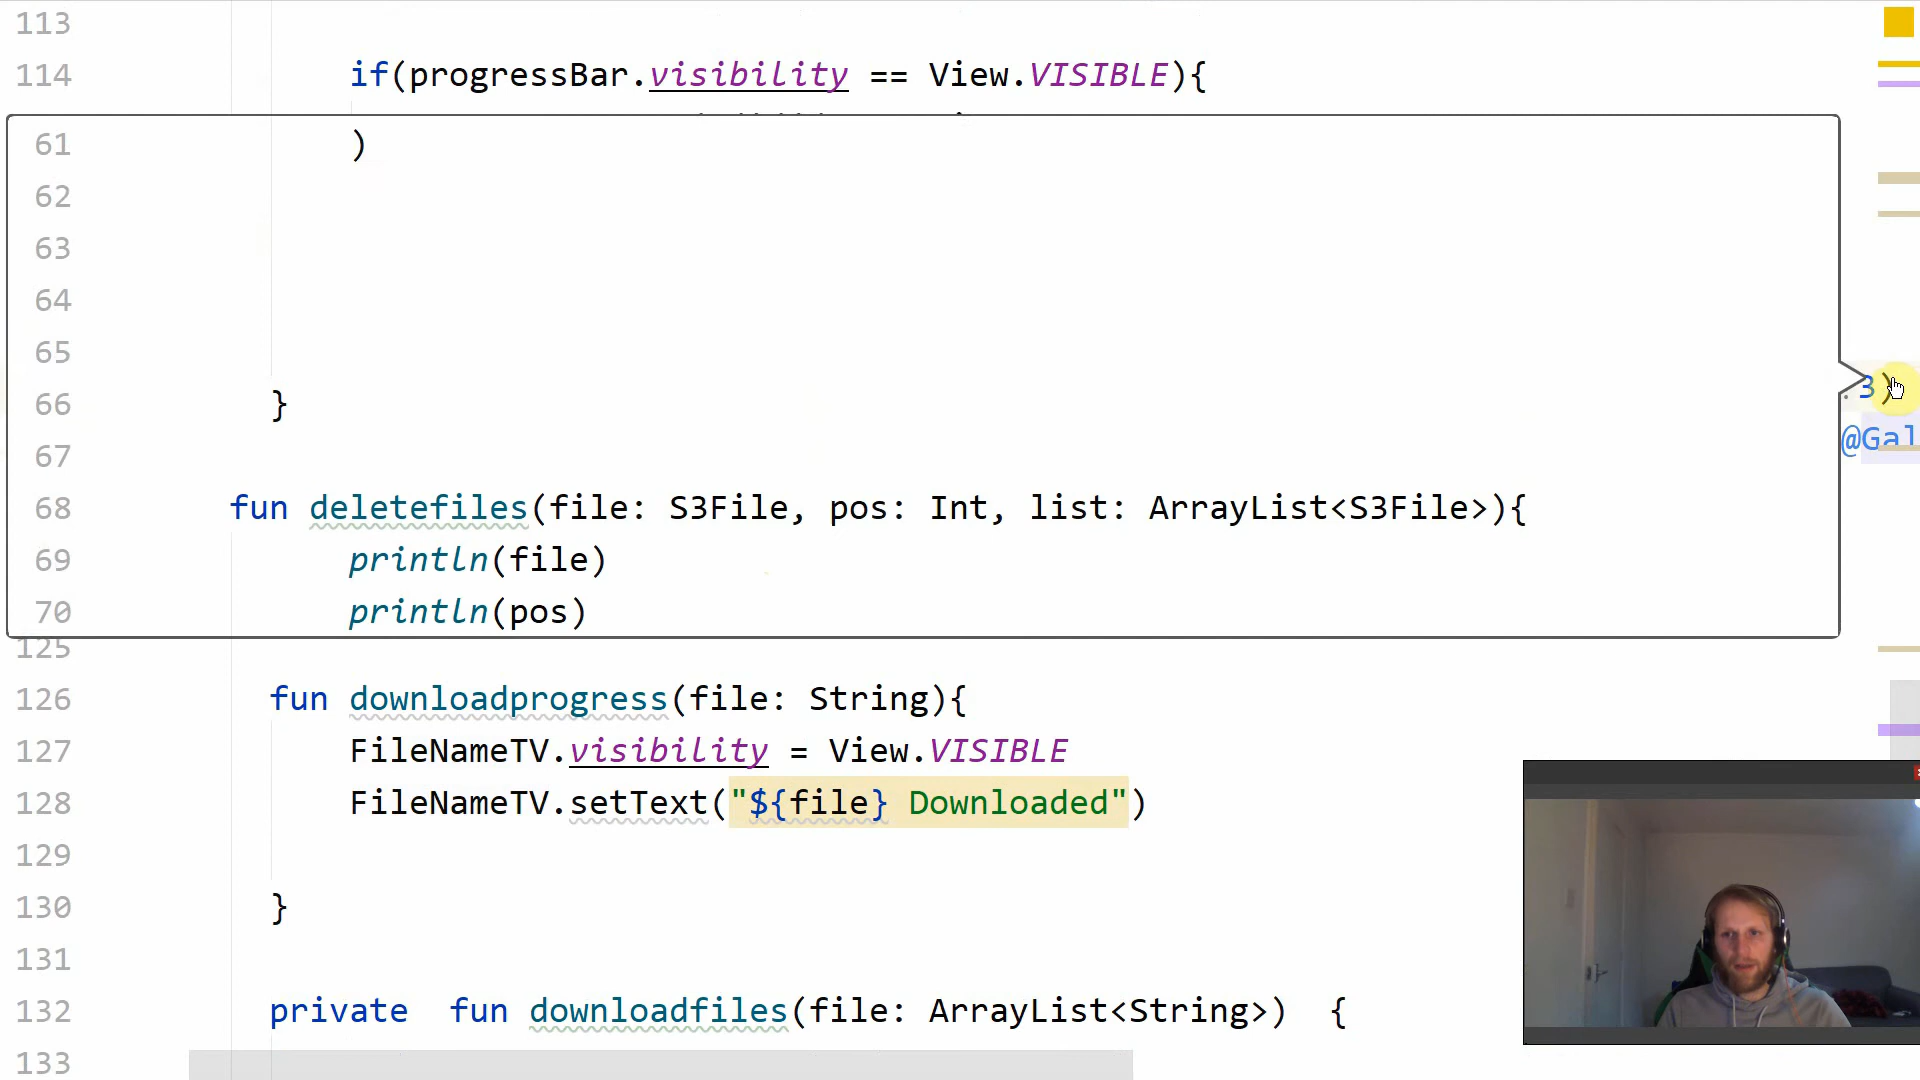 113
114 if(progressBar.visibility == View.VISIBLE){
61 )
62
63
64
65
66 }
.3)
67
@Gal
68 fun deletefiles(file: S3File, pos: Int, list: ArrayList<S3File>){
69 println(file)
70 println(pos)
125
126 fun downloadprogress(file: String){
127 FileNameTV.visibility = View.VISIBLE
128 FileNameTV.setText("${file} Downloaded")
129
130 }
131
132 private fun downloadfiles(file: ArrayList<String>) {
133